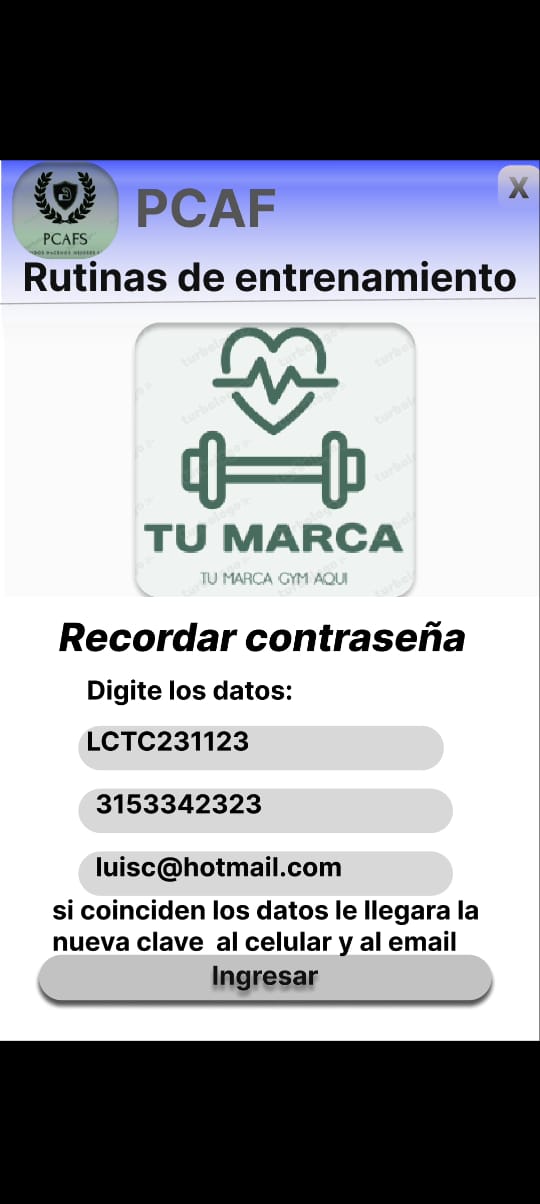 PCAF
X
PCAFS
Rutinas de entrenamiento
TU MARCA
TU MARCA GYM AQUI
Recordar contraseña
Digite los datos:
LCTC231123
3153342323
luisc@hotmail.com
si coinciden los datos le llegara la
nueva clave al celular y al email
Ingresar